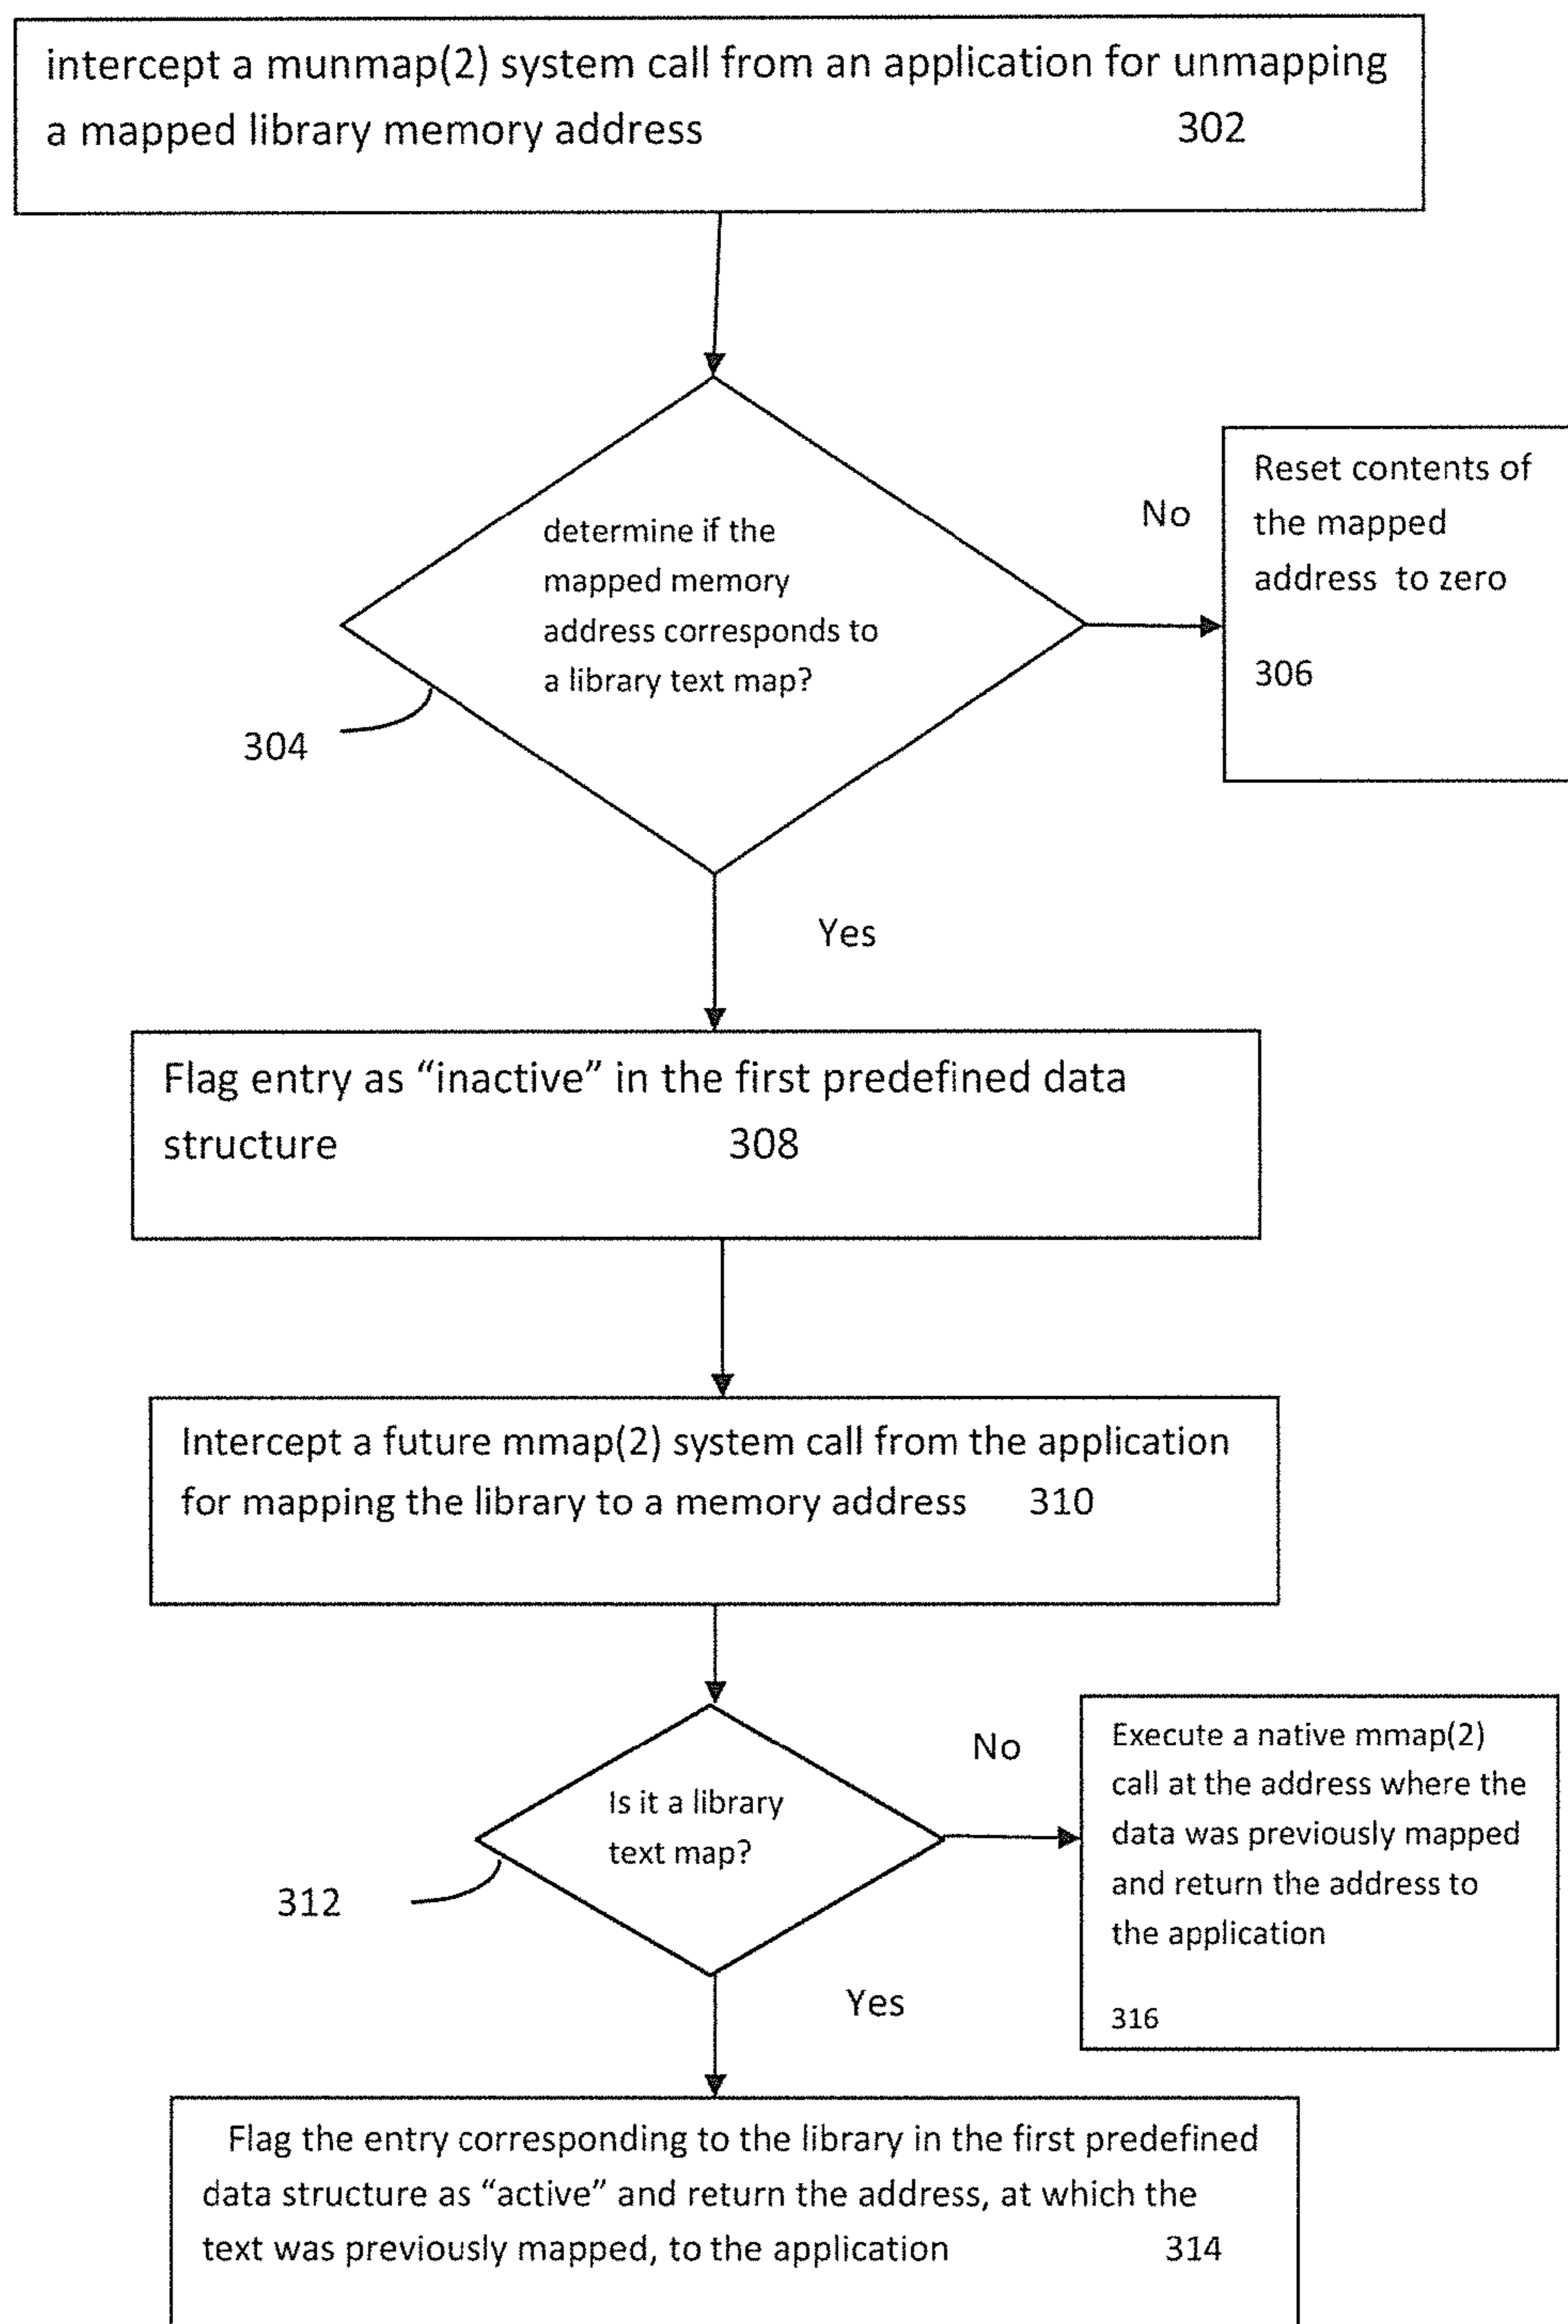 intercept a munmap(2) system call from an application for unmapping
a mapped library memory address 302
determine if the
mapped memory
address corresponds to
a library text map?
304
No
Reset contents of
the mapped
address to zero
306
Yes
Flag entry as “inactive” in the first predefined data
structure 308
Intercept a future mmap(2) system call from the application
for mapping the library to a memory address 310
Is it a library
text map?
312
No
Execute a native mmap(2)
call at the address where the
data was previously mapped
and return the address to
the application
316
Yes
Flag the entry corresponding to the library in the first predefined
data structure as “active” and return the address, at which the
text was previously mapped, to the application 314